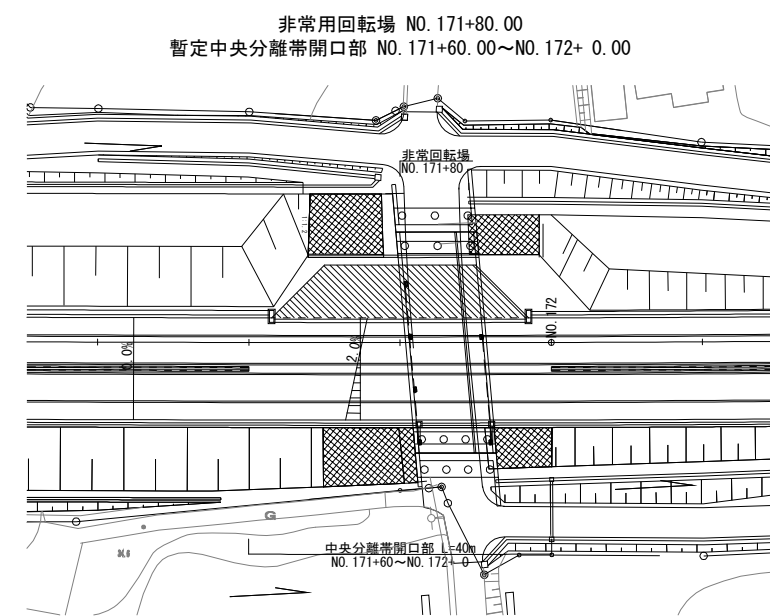 非常用回転場 NO.171+80.00
暫定中央分離帯開口部 NO.171+60.00～NO.172+ 0.00
非常回転場
NO.171+80
NO.172
2.0%
G
中央分離帯開口部 L=40m
NO.171+60～NO.172+ 0